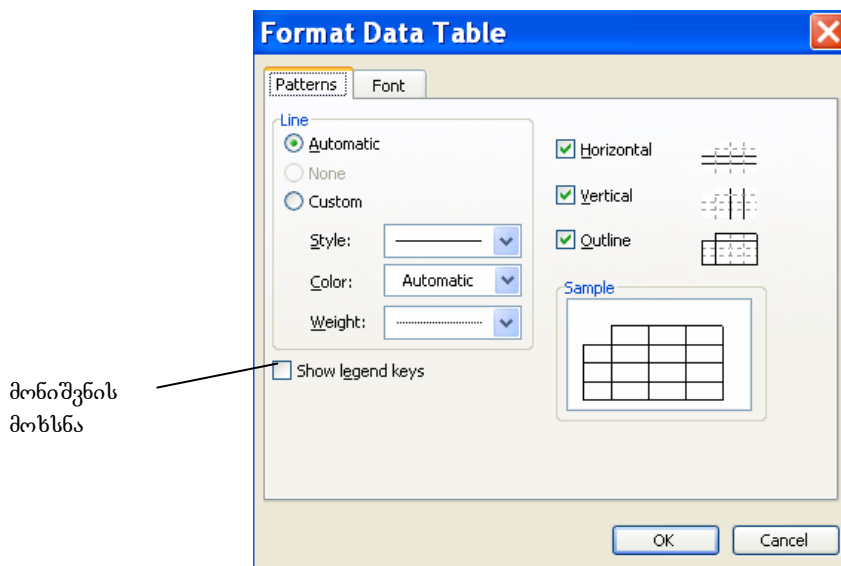 Format Data Table
Patterns Font
Line
Automatic
None
Custom
Style:
Color: Automatic
Weight:
Show legend keys
Horizontal
Vertical
Outline
Sample
მონიშვნის
მოხსნა
OK Cancel